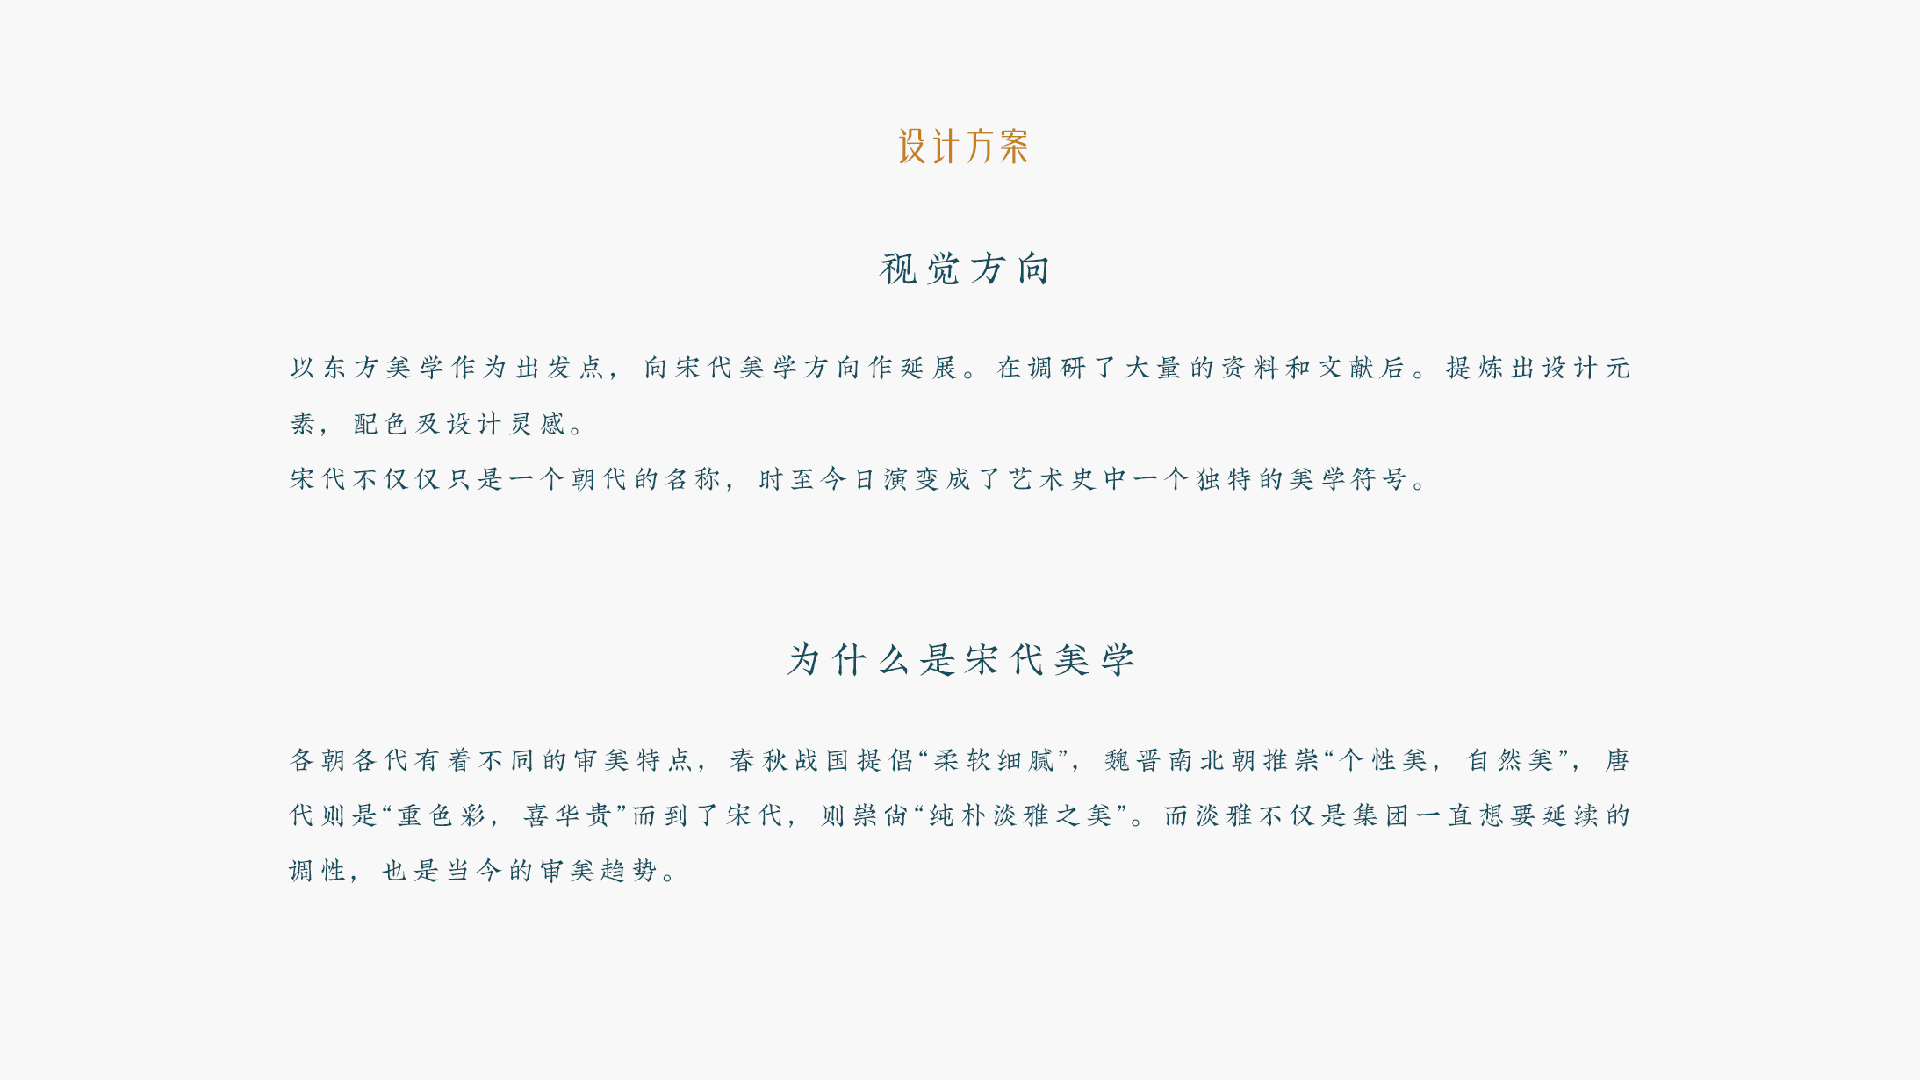 设计方案
视觉方向
以东方美学作为出发点，向宋代美学方向作延展。在调研了大量的资料和文献后。提炼出设计元
素，配色及设计灵感。
宋代不仅仅只是一个朝代的名称，时至今日演变成了艺术史中一个独特的美学符号。
为什么是宋代美学
各朝各代有着不同的审美特点，春秋战国提倡“柔软细腻”，魏晋南北朝推崇“个性美，自然美”，唐
代则是“重色彩，喜华贵”而到了宋代，则崇尚“纯朴淡雅之美”。而淡雅不仅是集团一直想要延续的
调性，也是当今的审美趋势。